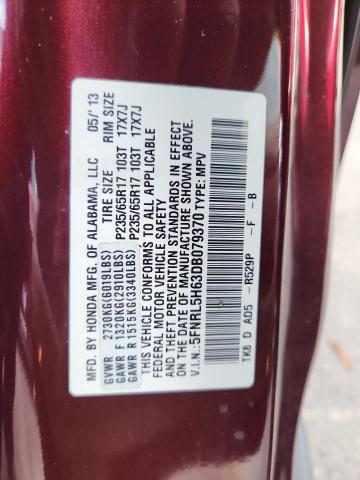 MFD. BY HONDA MFG. OF ALABAMA, LLC 05/'13
TIRE SIZE RIM SIZE
GVWR 2730KG(6019LBS)
GAWR F 1320KG(2910LBS) P235/65R17 103T 17X7J
GAWR R 1515KG(3340LBS) P235/65R17 103T 17X7J
THIS VEHICLE CONFORMS TO ALL APPLICABLE
FEDERAL MOTOR VEHICLE SAFETY
AND THEFT PREVENTION STANDARDS IN EFFECT
ON THE DATE OF MANUFACTURE SHOWN ABOVE.
V.I.N.: 5FNRL5H63DB079370 TYPE: MPV
TK8 D AD5 -R529P -F -B